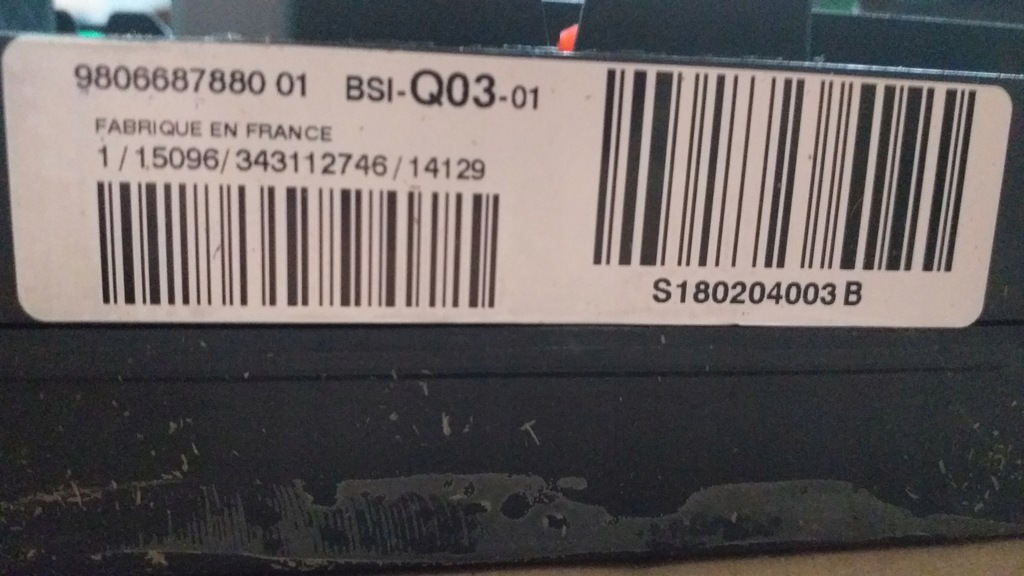 9806687880 01 BSI-Q03-01
FABRIQUE EN FRANCE
1/15096/343112746/14129
S180204003 B